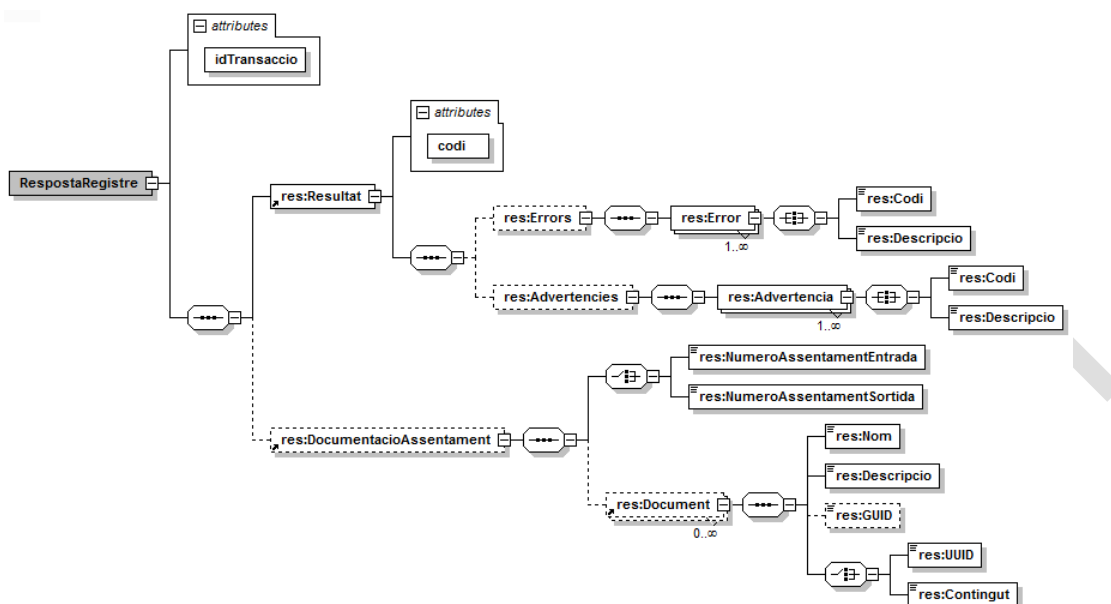 attributes
idTransaccio
attributes
codi
RespostaRegistre
res:Resultat
res:Errors
res:Error
1..∞
res:Codi
res:Descripcio
res:Advertencies
res:Advertencia
1..∞
res:Codi
res:Descripcio
res:DocumentacioAssentament
res:NumeroAssentamentEntrada
res:NumeroAssentamentSortida
res:Document
0..∞
res:Nom
res:Descripcio
res:GUID
res:UUID
res:Contingut